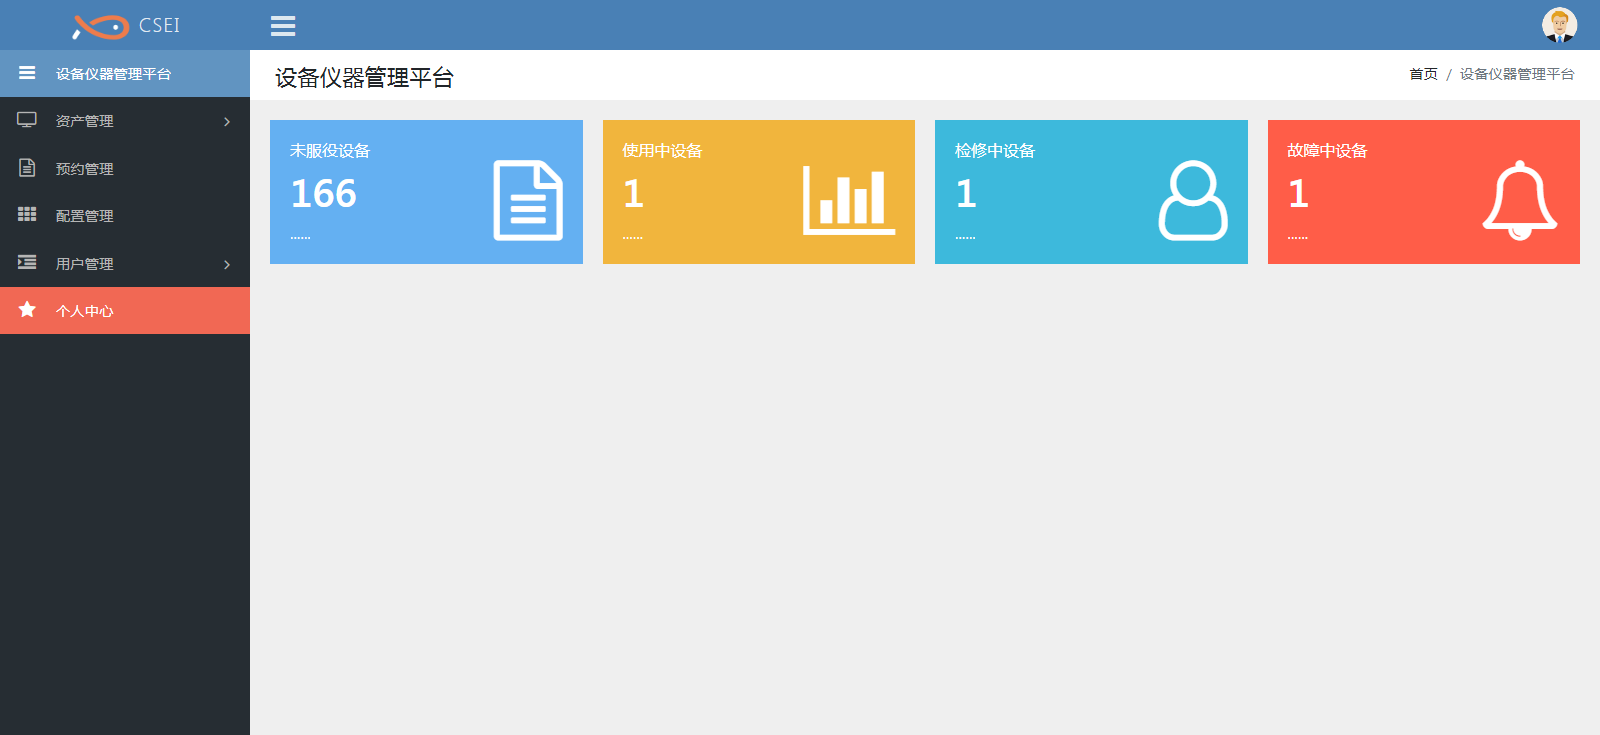 CSEI
设备仪器管理平台
资产管理
预约管理
配置管理
用户管理
个人中心
设备仪器管理平台
首页 / 设备仪器管理平台
未服役设备
166
......
使用中设备
1
......
检修中设备
1
......
故障中设备
1
......